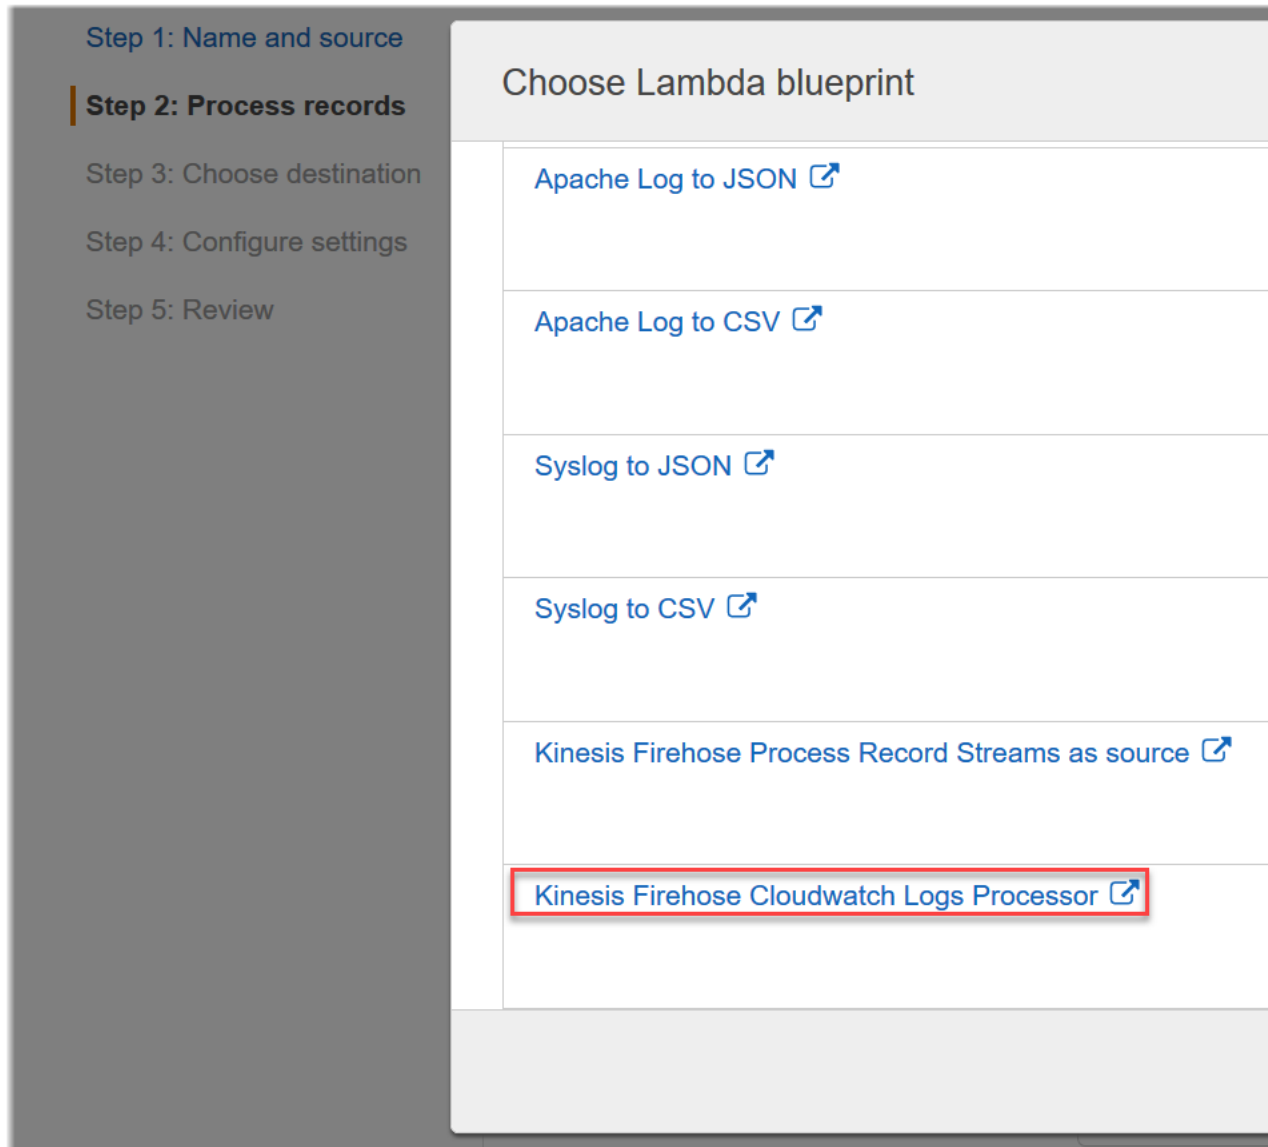 Step 1: Name and source
Step 2: Process records
Step 3: Choose destination
Step 4: Configure settings
Step 5: Review
Choose Lambda blueprint
Apache Log to JSON
Apache Log to CSV
Syslog to JSON
Syslog to CSV
Kinesis Firehose Process Record Streams as source
Kinesis Firehose Cloudwatch Logs Processor